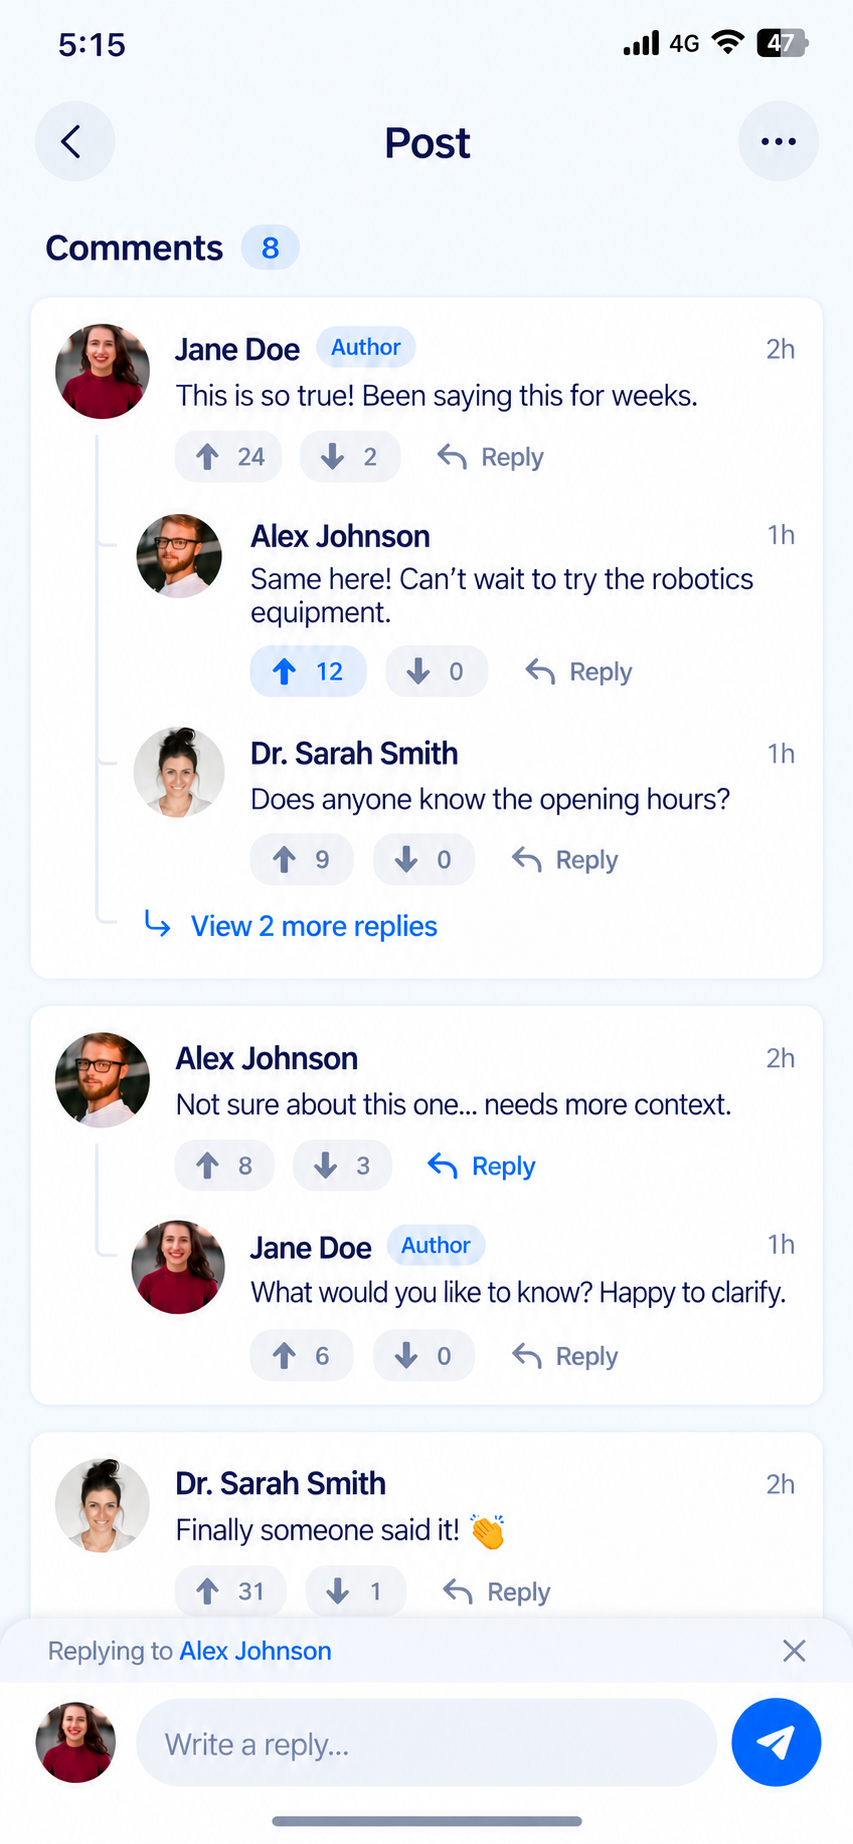 5:15
4G
47
Post
Comments 8
Jane Doe Author 2h
This is so true! Been saying this for weeks.
24 2 Reply
Alex Johnson 1h
Same here! Can’t wait to try the robotics
equipment.
12 0 Reply
Dr. Sarah Smith 1h
Does anyone know the opening hours?
9 0 Reply
View 2 more replies
Alex Johnson 2h
Not sure about this one... needs more context.
8 3 Reply
Jane Doe Author 1h
What would you like to know? Happy to clarify.
6 0 Reply
Dr. Sarah Smith 2h
Finally someone said it! 👏
31 1 Reply
Replying to Alex Johnson
Write a reply...